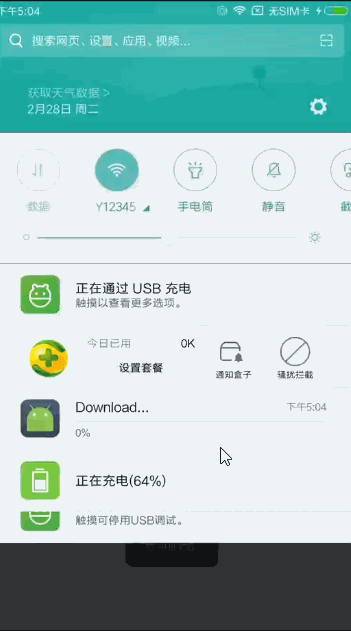 下午5:04
无SIM卡
搜索网页、设置、应用、视频...
获取天气数据 >
2月28日 周二
数据
Y12345
手电筒
静音
正在通过 USB 充电
触摸以查看更多选项。
今日已用 0K
设置套餐
通知盒子
骚扰拦截
Download...
下午5:04
0%
正在充电(64%)
触摸可停用USB调试。